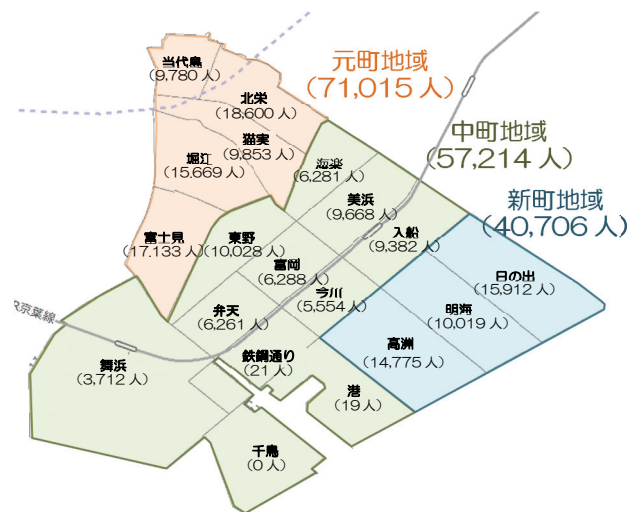 当代島
(9,780 人)
元町地域
(71,015 人)
北栄
(18,600 人)
猫実
(9,853 人)
堀江
(15,669 人)
中町地域
(57,214 人)
海楽
(6,281 人)
美浜
(9,668 人)
新町地域
(40,706 人)
富士見
(17.133 人)
東野
(10,028 人)
入船
(9,382 人)
富岡
(6,288 人)
日の出
(15,912 人)
今川
(5,554 人)
明海
(10,019 人)
弁天
(6,261 人)
JR京葉線
高洲
(14,775 人)
舞浜
(3,712 人)
鉄鋼通り
(21 人)
港
(19 人)
千鳥
(0 人)